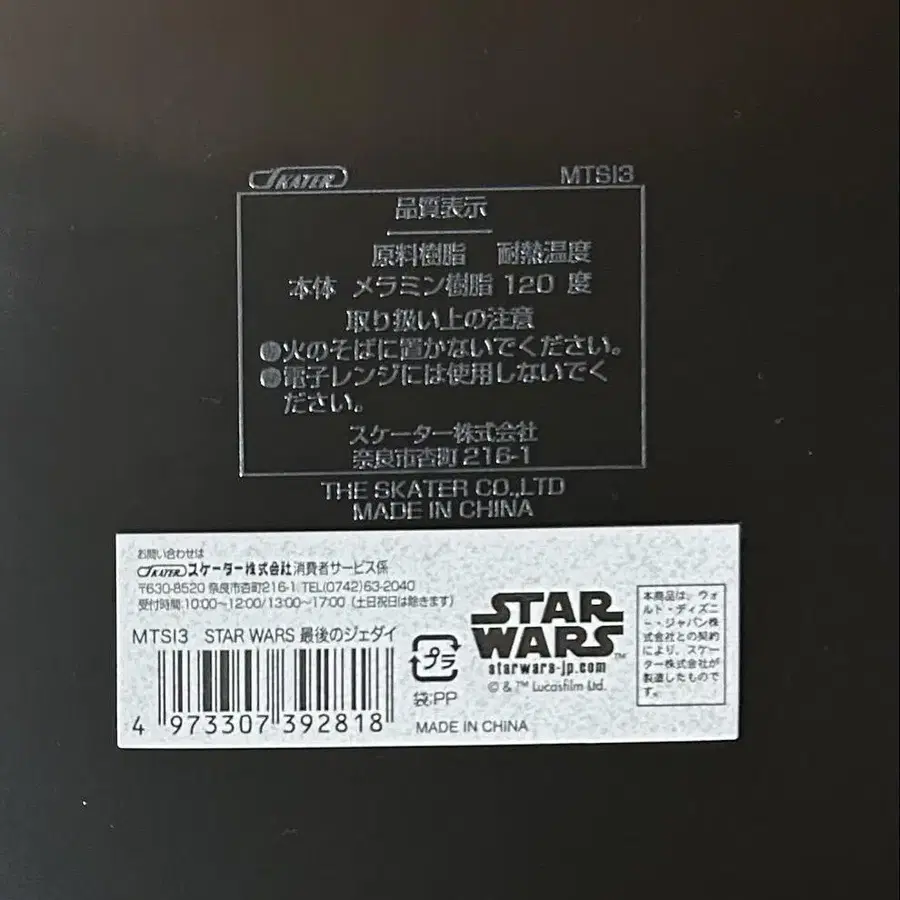 SKATER MTSI3
品質表示
原料樹脂 耐熱温度
本体 メラミン樹脂 120 度
取り扱い上の注意
●火のそばに置かないでください。
●電子レンジには使用しないでく
ださい。
スケーター株式会社
奈良市杏町216-1
THE SKATER CO.,LTD
MADE IN CHINA
お問い合わせは
SKATERスケーター株式会社消費者サービス係
〒630-8520 奈良市杏町216-1 TEL(0742)63-2040
受付時間:10:00~12:00/13:00~17:00 (土日祝日は除きます)
MTSI3 STAR WARS 最後のジェダイ
4 973307 392818
プラ
袋:PP
STAR
WARS™
starwars-jp.com
© & ™ Lucasfilm Ltd.
MADE IN CHINA
本商品は、ウォ
ルト・ディズニ
ー・ジャパン株
式会社との契約
により、スケー
ター株式会社が
製造したもので
す。